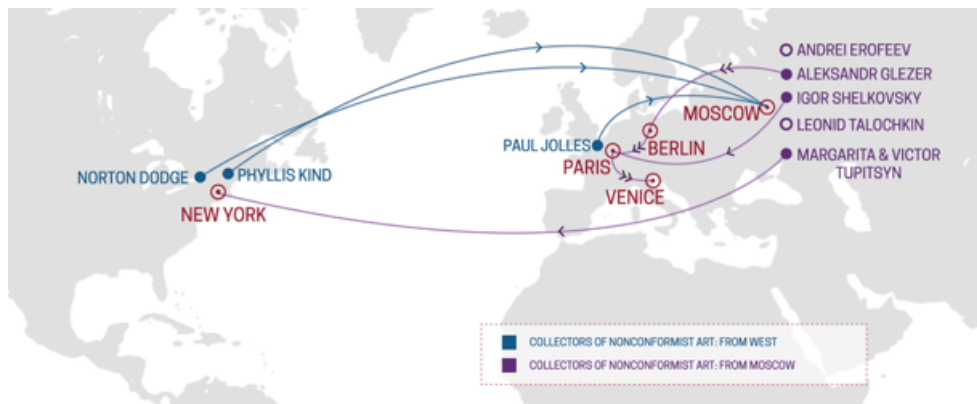 ANDREI EROFEEV
ALEKSANDR GLEZER
IGOR SHELKOVSKY
MOSCOW
LEONID TALOCHKIN
PAUL JOLLES
BERLIN
MARGARITA & VICTOR
TUPITSYN
PARIS
NORTON DODGE
PHYLLIS KIND
VENICE
NEW YORK
COLLECTORS OF NONCONFORMIST ART: FROM WEST
COLLECTORS OF NONCONFORMIST ART: FROM MOSCOW